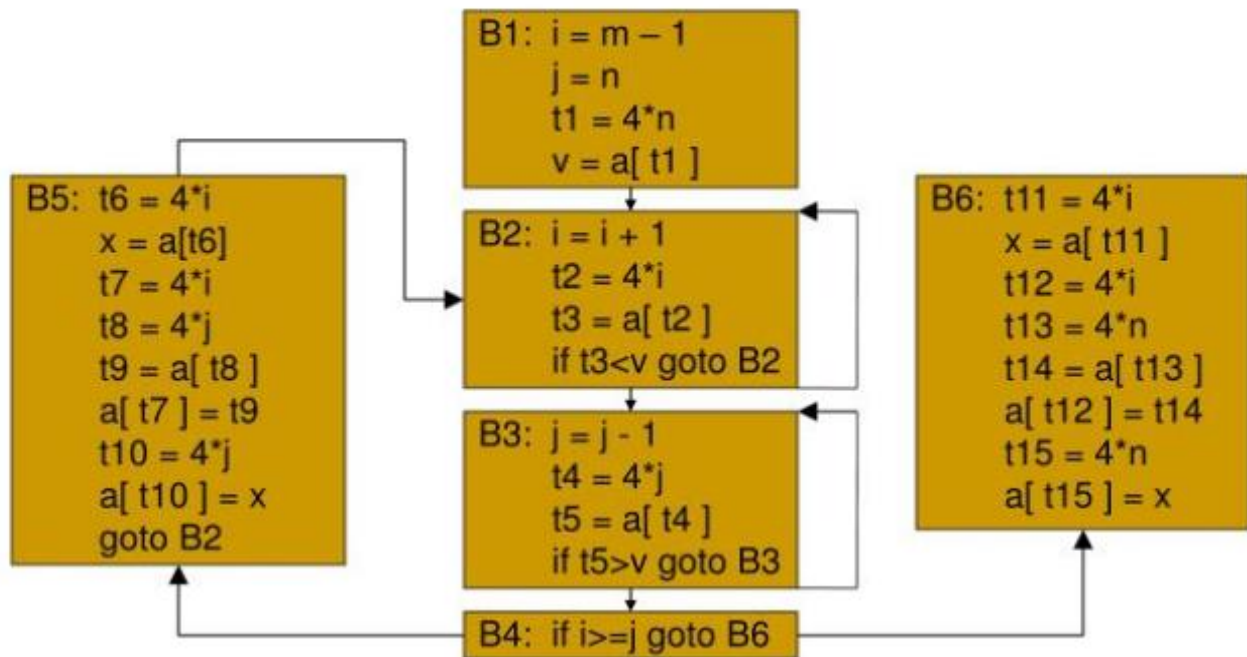 B1: i = m – 1
j = n
t1 = 4*n
v = a[ t1 ]
B5: t6 = 4*i
x = a[t6]
t7 = 4*i
t8 = 4*j
t9 = a[ t8 ]
a[ t7 ] = t9
t10 = 4*j
a[ t10 ] = x
goto B2
B2: i = i + 1
t2 = 4*i
t3 = a[ t2 ]
if t3<v goto B2
B3: j = j - 1
t4 = 4*j
t5 = a[ t4 ]
if t5>v goto B3
B4: if i>=j goto B6
B6: t11 = 4*i
x = a[ t11 ]
t12 = 4*i
t13 = 4*n
t14 = a[ t13 ]
a[ t12 ] = t14
t15 = 4*n
a[ t15 ] = x